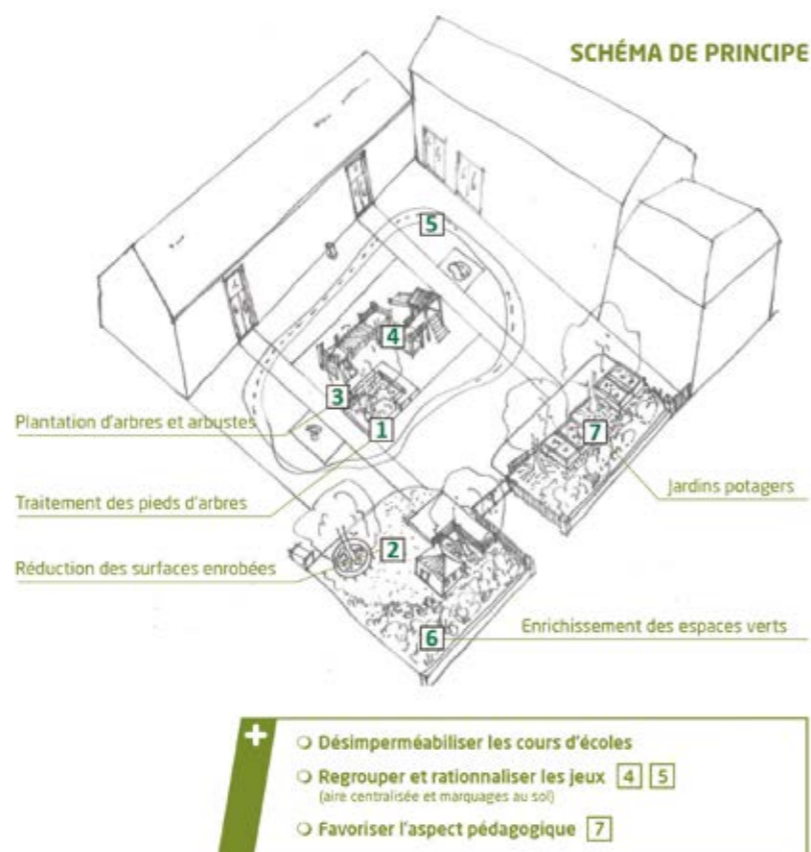 SCHÉMA DE PRINCIPE
5
4
3
Plantation d'arbres et arbustes
1
7
Jardins potagers
Traitement des pieds d'arbres
2
Réduction des surfaces enrobées
Enrichissement des espaces verts
6
+
Désimperméabiliser les cours d'écoles
Regrouper et rationnaliser les jeux 4 5
(aire centralisée et marquages au sol)
Favoriser l'aspect pédagogique 7